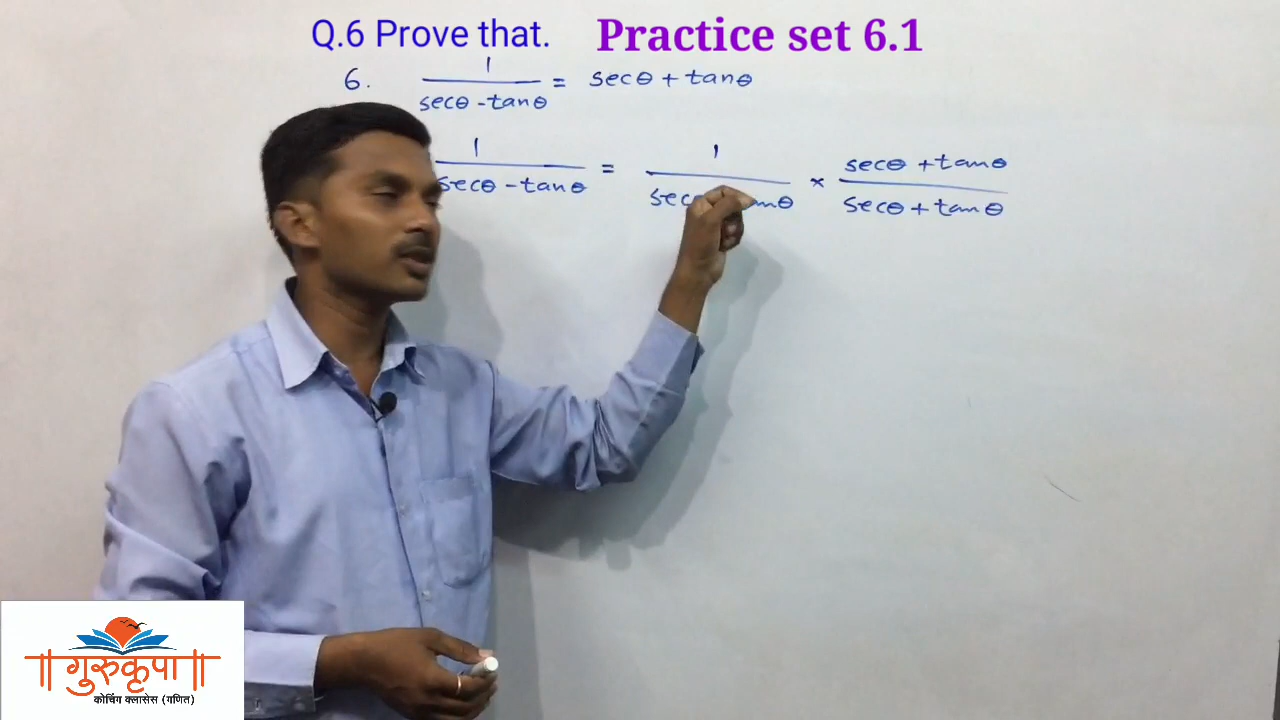 Q.6 Prove that. Practice set 6.1
6. 1 / secθ - tanθ = secθ + tanθ
1 / secθ - tanθ = 1 / sec tanθ × secθ + tanθ / secθ + tanθ
॥ गुरुकृपा ॥
कोचिंग क्लासेस (गणित)